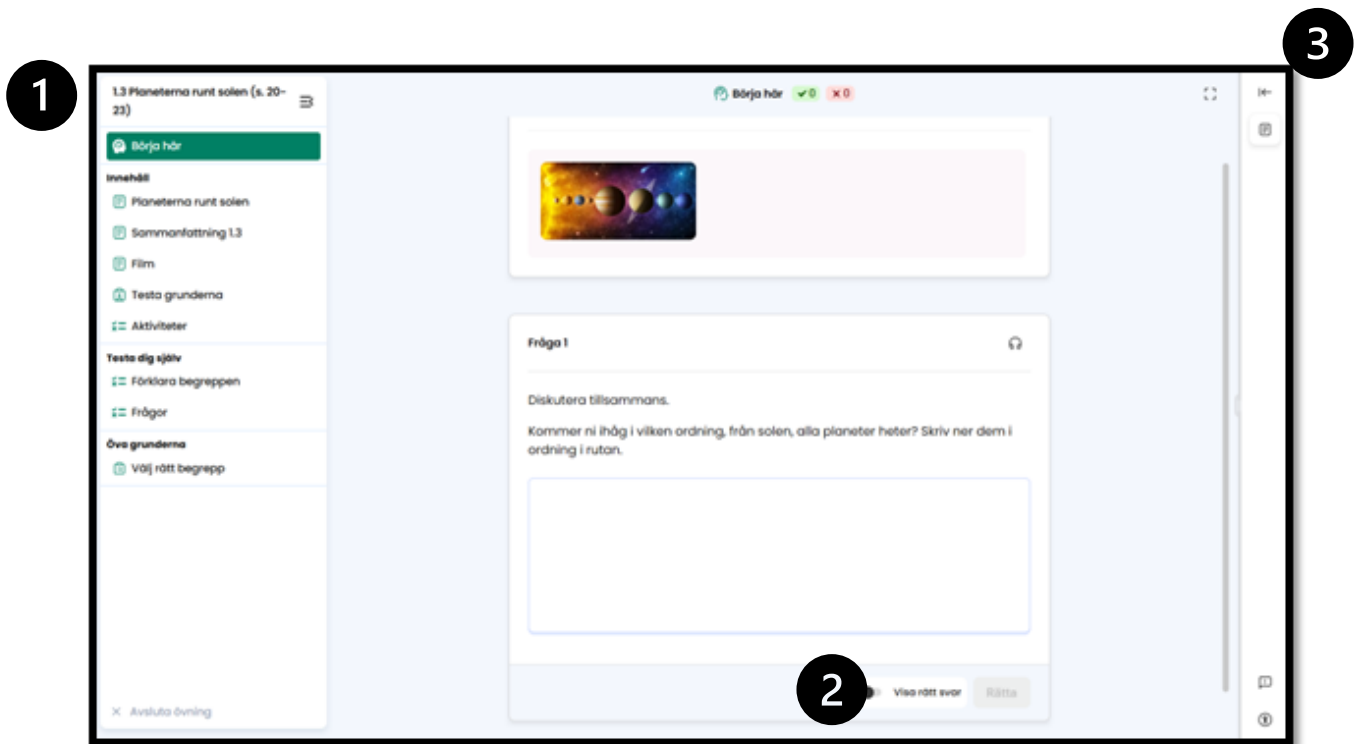 1
3
1.3 Planeterna runt solen (s. 20-
23)
Börja här
Innehåll
Planeterna runt solen
Sammanfattning 1.3
Film
Testa grunderna
Aktiviteter
Testa dig själv
Förklara begreppen
Frågor
Öva grunderna
Välj rätt begrepp
Avsluta övning
Börja här 0 0
Fråga 1
Diskutera tillsammans.
Kommer ni ihåg i vilken ordning, från solen, alla planeter heter? Skriv ner dem i
ordning i rutan.
2
Visa rätt svar Rätta